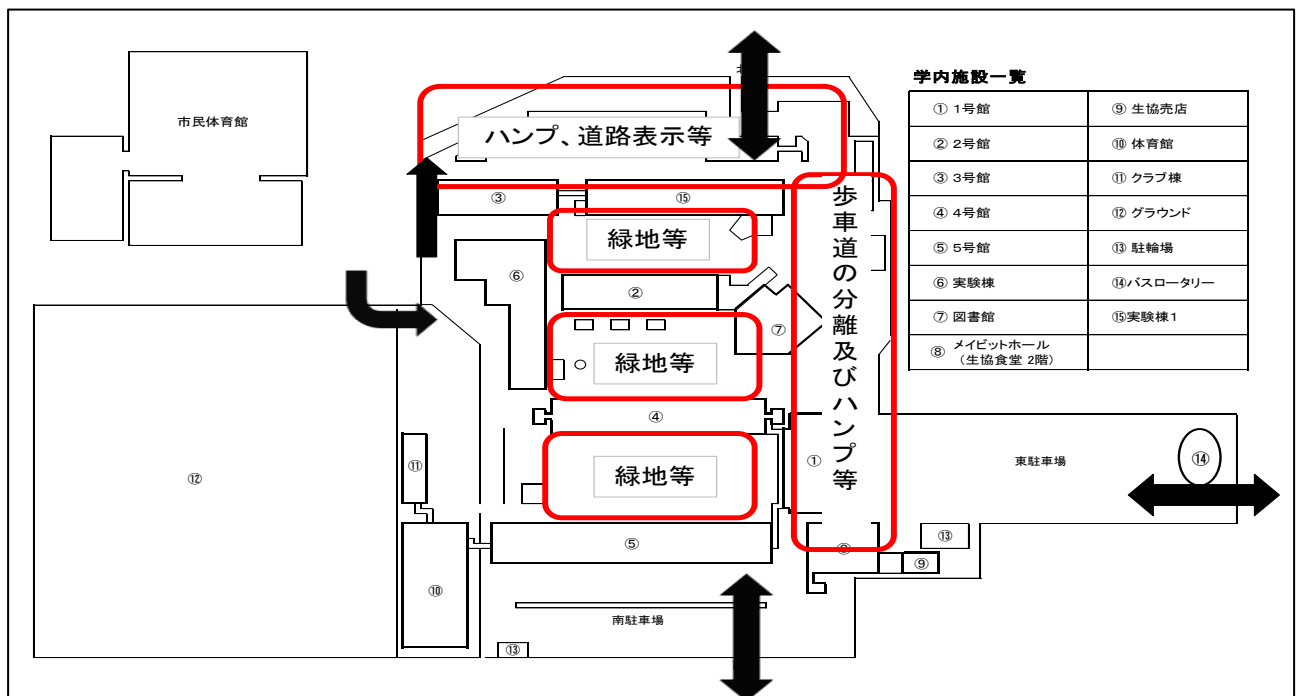 市民体育館
ハンプ、道路表示等
③
⑮
緑地等
⑥
②
⑦
緑地等
④
歩車道の分離及びハンプ等
①
⑪
⑫
緑地等
東駐車場
⑭
⑤
⑧
⑬
⑨
⑩
南駐車場
⑬
学内施設一覧
① 1号館 ⑨ 生協売店
② 2号館 ⑩ 体育館
③ 3号館 ⑪ クラブ棟
④ 4号館 ⑫ グラウンド
⑤ 5号館 ⑬ 駐輪場
⑥ 実験棟 ⑭バスロータリー
⑦ 図書館 ⑮実験棟1
⑧ メイビットホール
(生協食堂 2階)